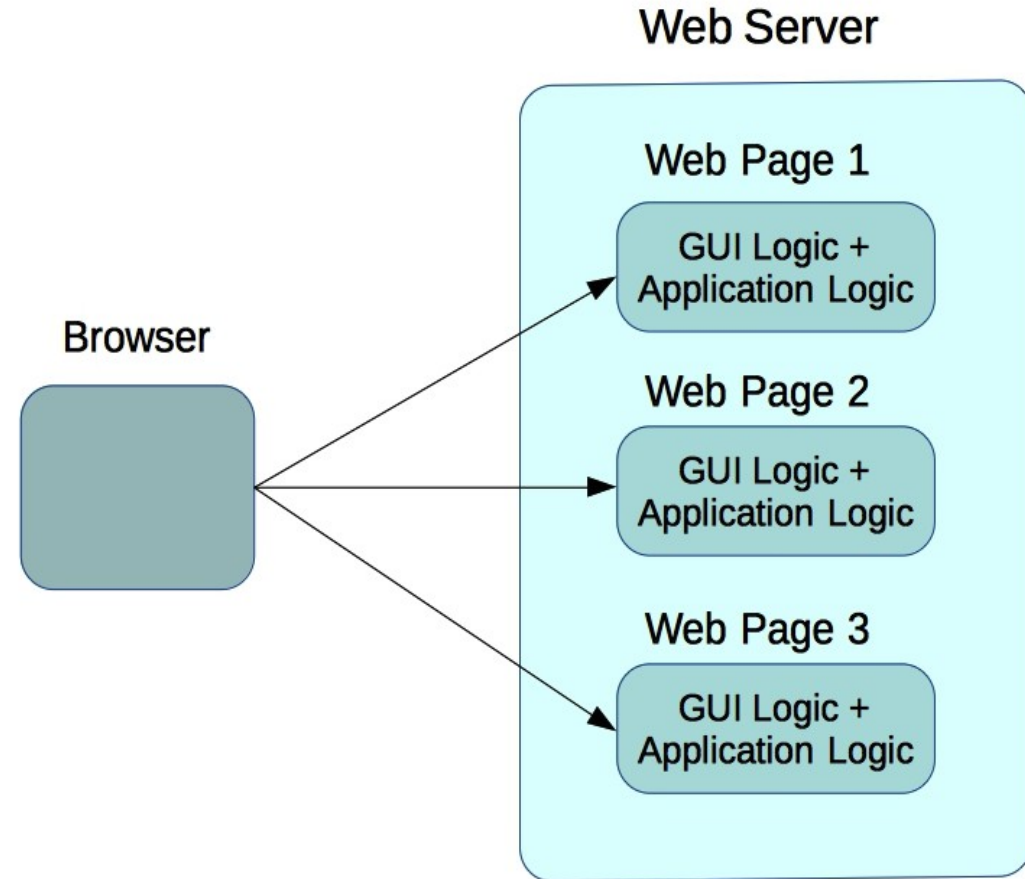 Web Server
Web Page 1
GUI Logic +
Application Logic
Browser
Web Page 2
GUI Logic +
Application Logic
Web Page 3
GUI Logic +
Application Logic